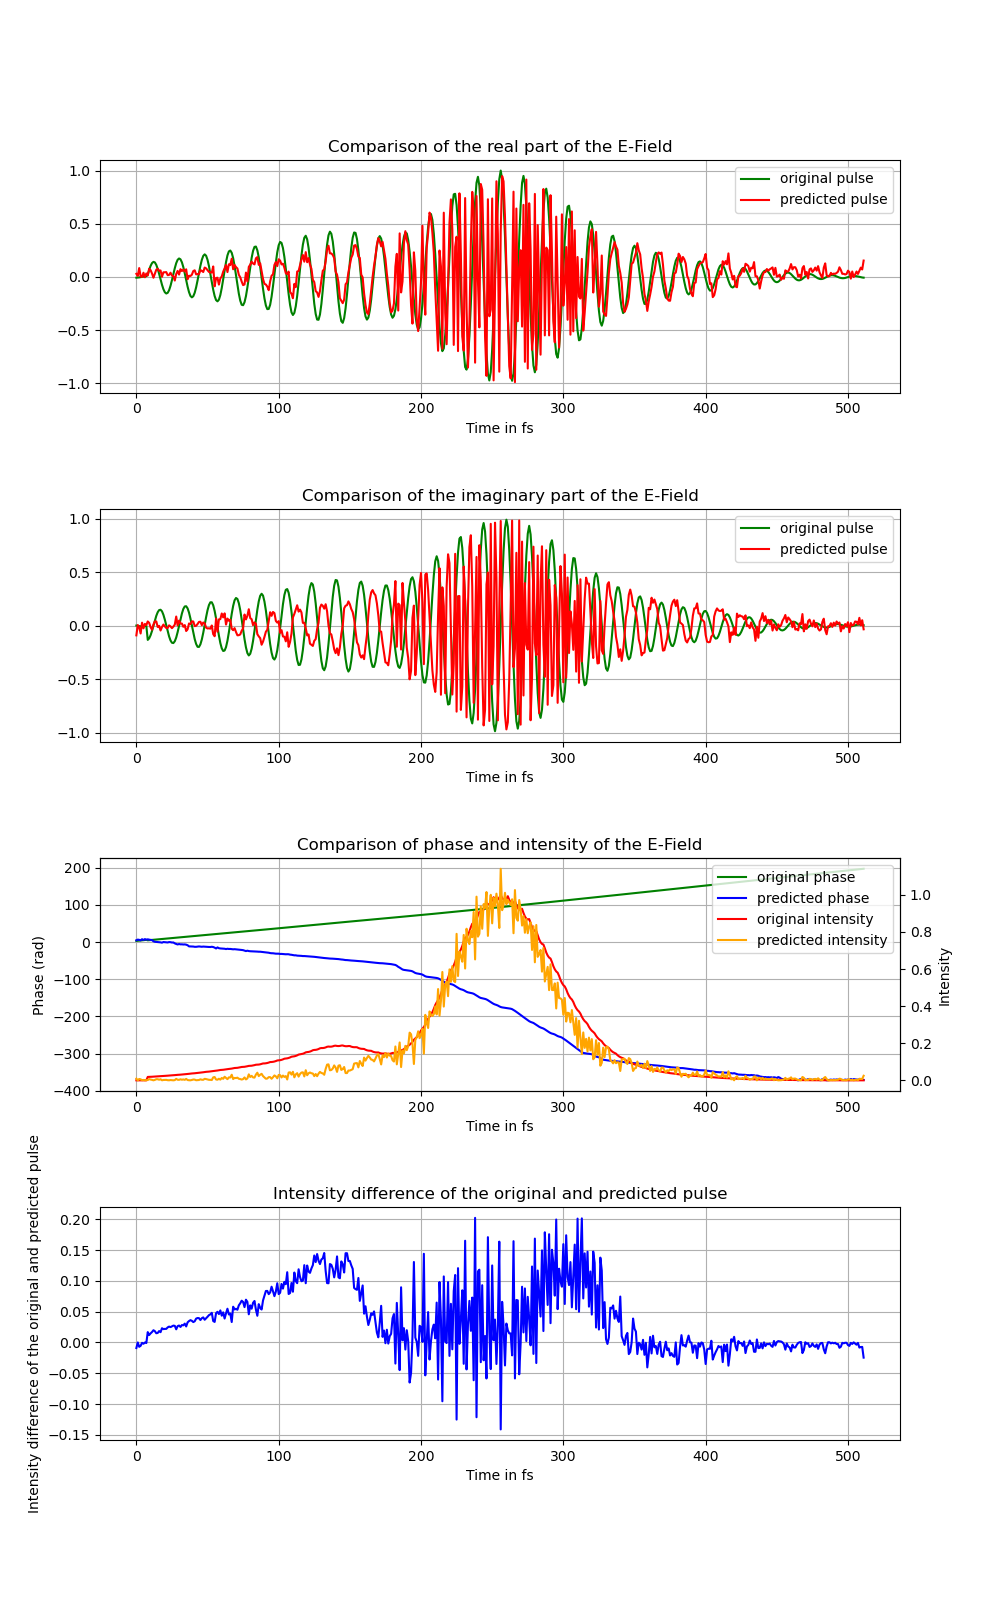 Comparison of the real part of the E-Field
original pulse
predicted pulse
1.0
0.5
0.0
−0.5
−1.0
0 100 200 300 400 500
Time in fs
Comparison of the imaginary part of the E-Field
original pulse
predicted pulse
1.0
0.5
0.0
−0.5
−1.0
0 100 200 300 400 500
Time in fs
Comparison of phase and intensity of the E-Field
original phase
predicted phase
original intensity
predicted intensity
Phase (rad)
200
100
0
−100
−200
−300
−400
1.0
0.8
0.6
0.4
0.2
0.0
Intensity
0 100 200 300 400 500
Time in fs
Intensity difference of the original and predicted pulse
Intensity difference of the original and predicted pulse
0.20
0.15
0.10
0.05
0.00
−0.05
−0.10
−0.15
0 100 200 300 400 500
Time in fs